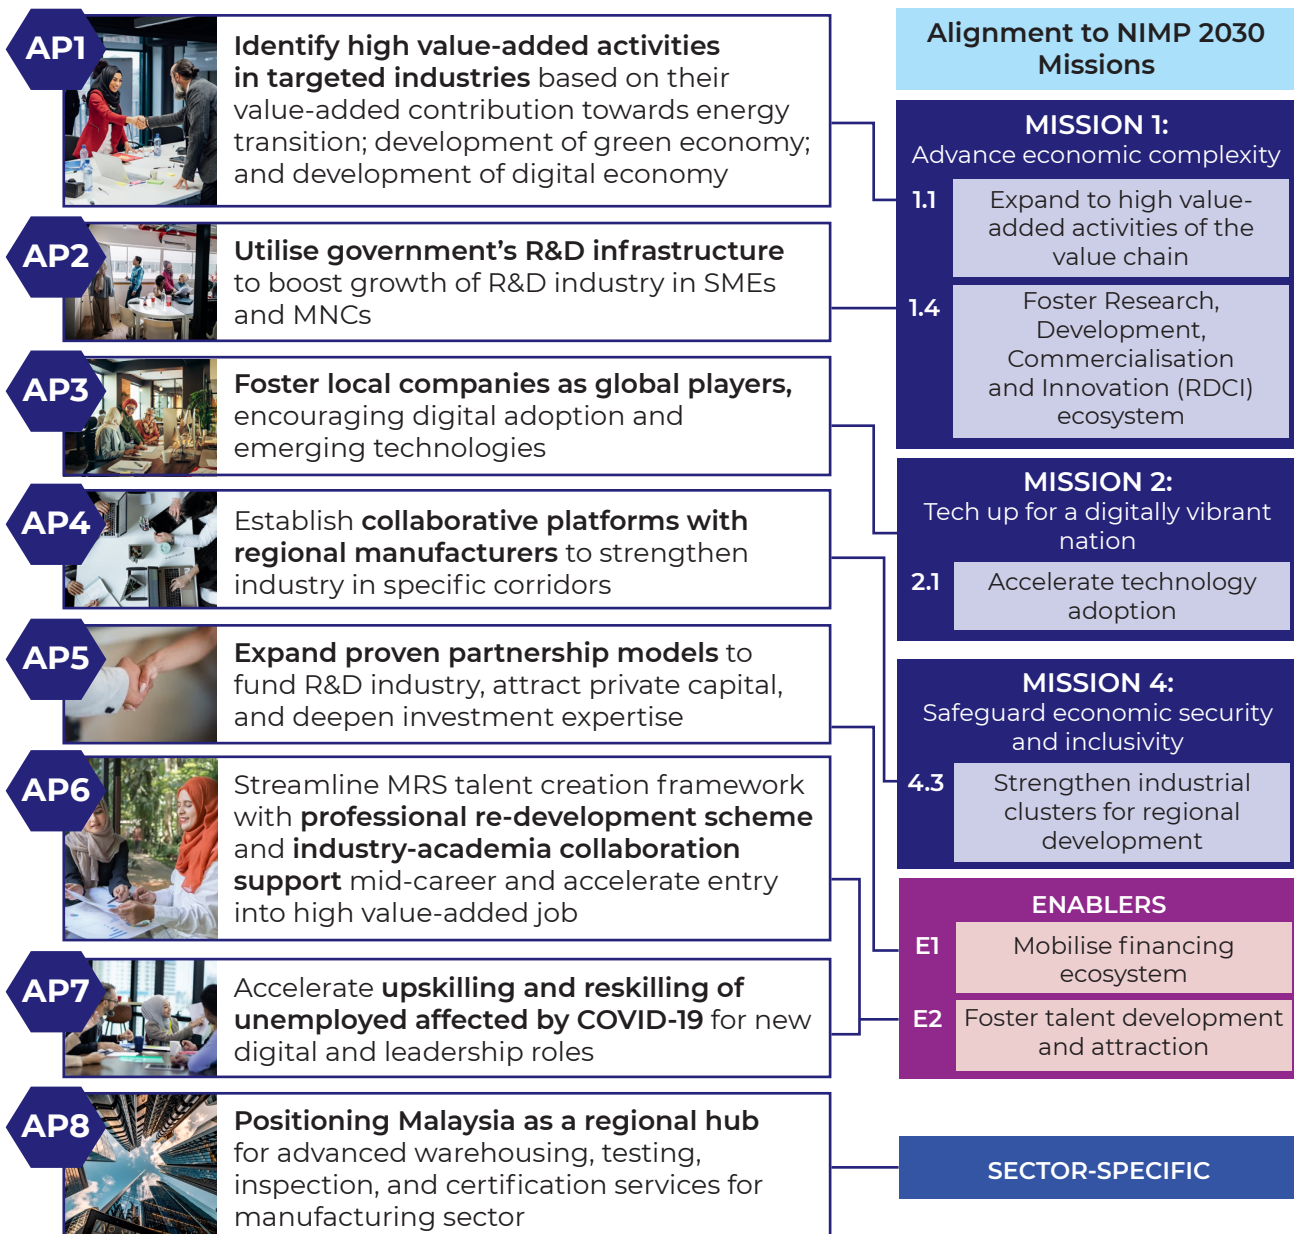 AP1
Identify high value-added activities
in targeted industries based on their
value-added contribution towards energy
transition; development of green economy;
and development of digital economy
AP2
Utilise government's R&D infrastructure
to boost growth of R&D industry in SMEs
and MNCs
AP3
Foster local companies as global players,
encouraging digital adoption and
emerging technologies
AP4
Establish collaborative platforms with
regional manufacturers to strengthen
industry in specific corridors
AP5
Expand proven partnership models to
fund R&D industry, attract private capital,
and deepen investment expertise
AP6
Streamline MRS talent creation framework
with professional re-development scheme
and industry-academia collaboration
support mid-career and accelerate entry
into high value-added job
AP7
Accelerate upskilling and reskilling of
unemployed affected by COVID-19 for new
digital and leadership roles
AP8
Positioning Malaysia as a regional hub
for advanced warehousing, testing,
inspection, and certification services for
manufacturing sector
Alignment to NIMP 2030
Missions
MISSION 1:
Advance economic complexity
1.1
Expand to high value-
added activities of the
value chain
1.4
Foster Research,
Development,
Commercialisation
and Innovation (RDCI)
ecosystem
MISSION 2:
Tech up for a digitally vibrant
nation
2.1
Accelerate technology
adoption
MISSION 4:
Safeguard economic security
and inclusivity
4.3
Strengthen industrial
clusters for regional
development
ENABLERS
E1
Mobilise financing
ecosystem
E2
Foster talent development
and attraction
SECTOR-SPECIFIC